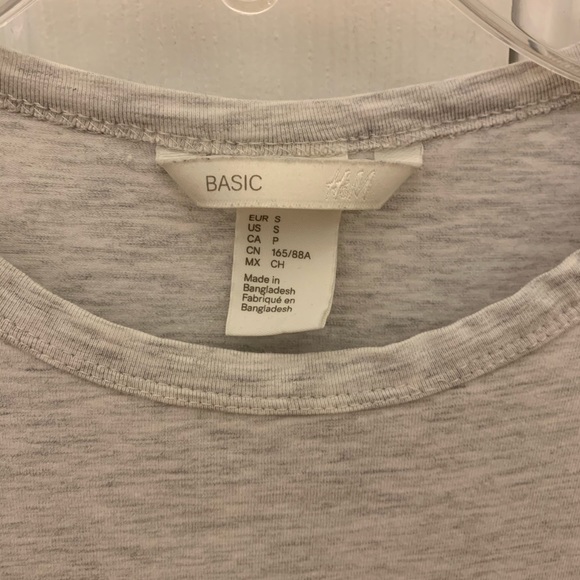 BASIC H&M
EUR S
US S
CA P
CN 165/88A
MX CH
Made in
Bangladesh
Fabriqué en
Bangladesh